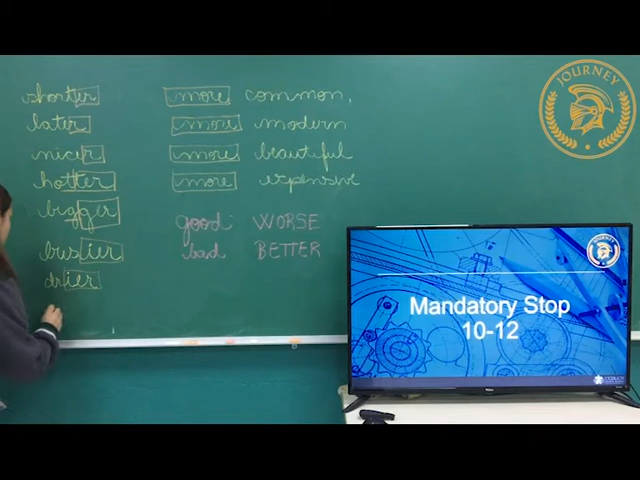 shorter
later
nicer
hotter
bigger
busier
drier
more common,
more modern
more beautiful
more expensive
good WORSE
bad BETTER
JOURNEY
JOURNEY
Mandatory Stop
10-12